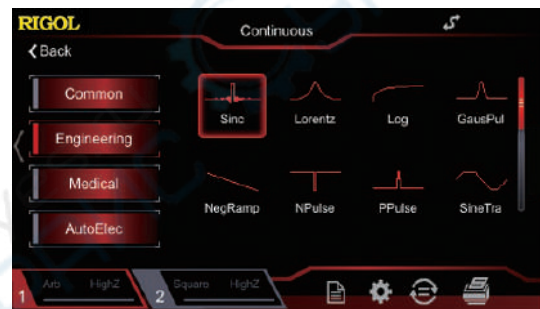 RIGOL
Continuous
Back
Common
Engineering
Medical
AutoElec
Sinc Lorentz Log GausPul
NegRamp NPulse PPulse SineTra
1 Arb HighZ 2 Square HighZ